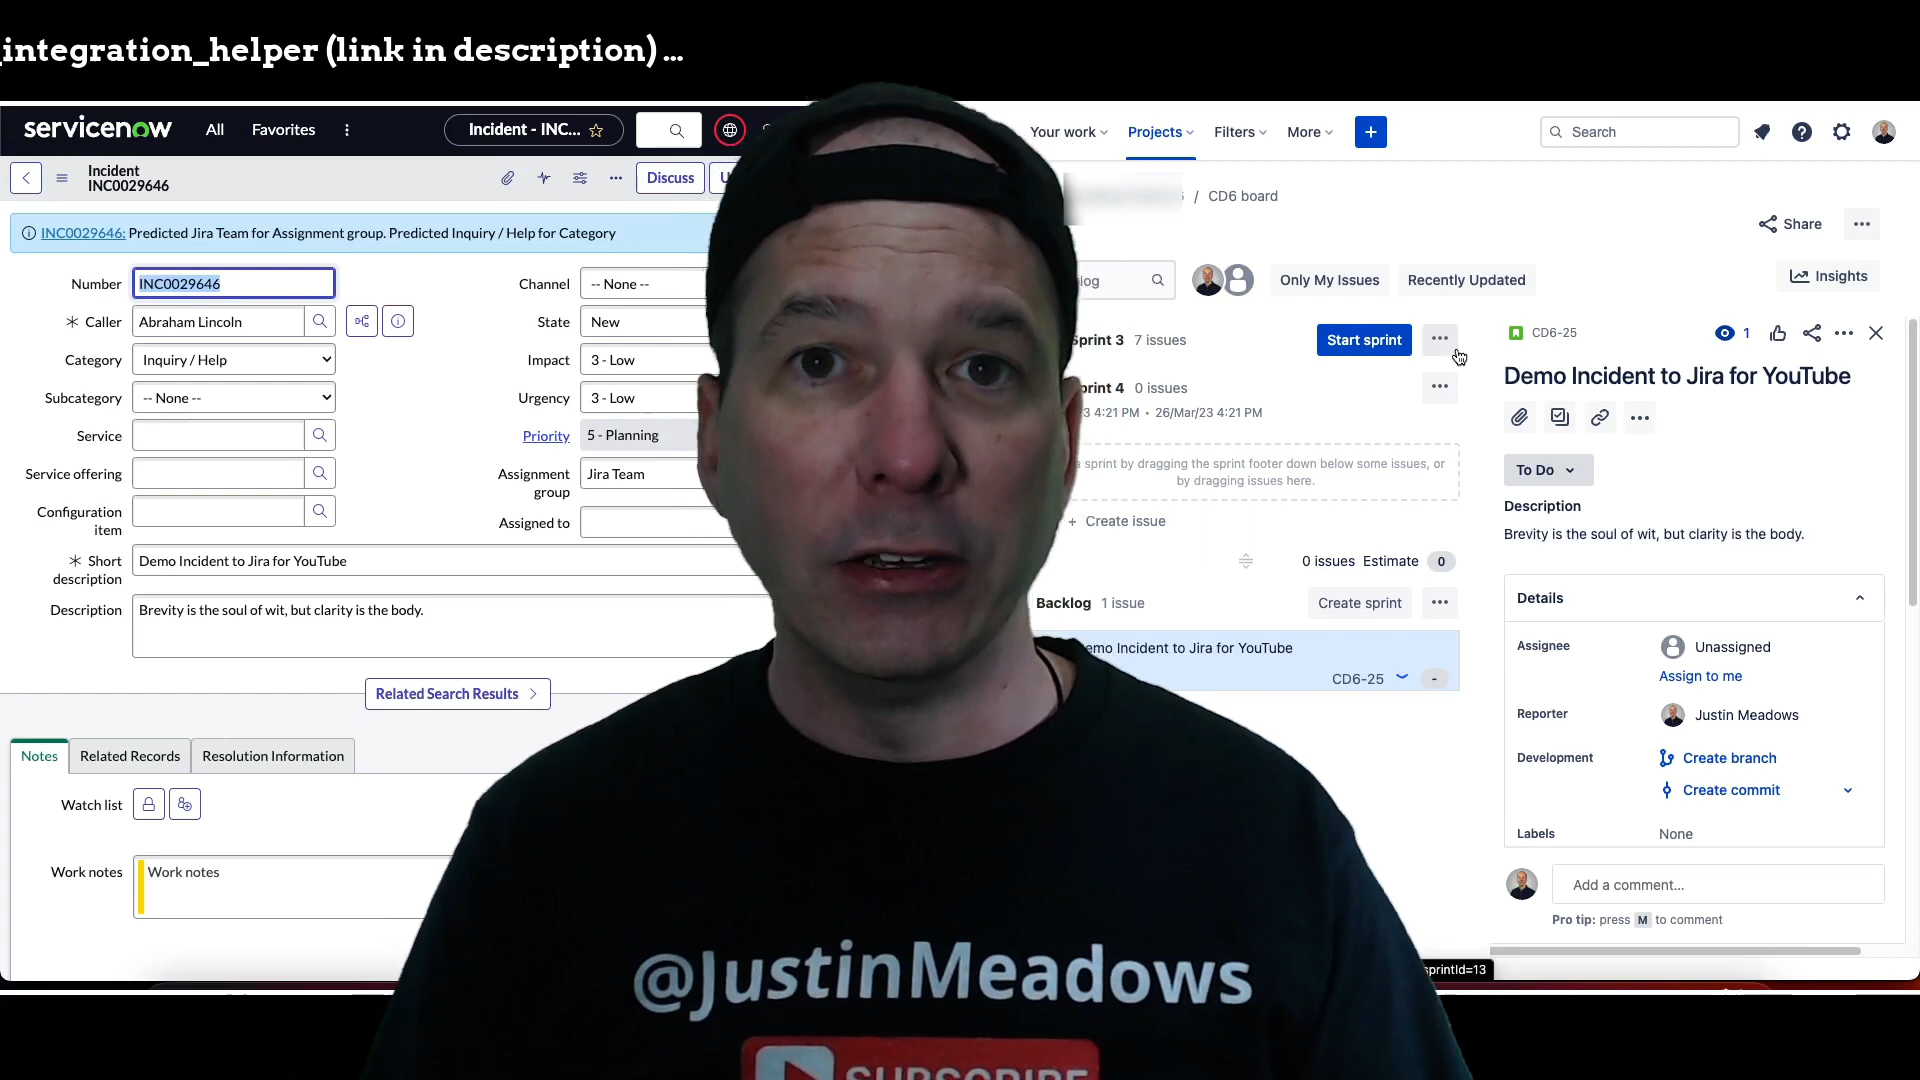 _integration_helper (link in description) ...
servicenow All Favorites Incident - INC...
Your work Projects Filters More Search
Incident
INC0029646
Discuss
/ CD6 board
Share
INC0029646: Predicted Jira Team for Assignment group. Predicted Inquiry / Help for Category
Only My Issues Recently Updated Insights
Number INC0029646
Channel -- None --
Caller Abraham Lincoln
State New
Category Inquiry / Help
Impact 3 - Low
Subcategory -- None --
Urgency 3 - Low
Service
Priority 5 - Planning
Service offering
Assignment group Jira Team
Configuration item
Assigned to
Short description Demo Incident to Jira for YouTube
Description Brevity is the soul of wit, but clarity is the body.
Related Search Results
Notes Related Records Resolution Information
Watch list
Work notes Work notes
Sprint 3 7 issues Start sprint
Sprint 4 0 issues
3 4:21 PM • 26/Mar/23 4:21 PM
sprint by dragging the sprint footer down below some issues, or
by dragging issues here.
+ Create issue
0 issues Estimate 0
Backlog 1 issue Create sprint
Demo Incident to Jira for YouTube
CD6-25 -
CD6-25 1
Demo Incident to Jira for YouTube
To Do
Description
Brevity is the soul of wit, but clarity is the body.
Details
Assignee Unassigned
Assign to me
Reporter Justin Meadows
Development Create branch
Create commit
Labels None
Add a comment...
Pro tip: press M to comment
sprintId=13
@JustinMeadows
SUBSCRIBE